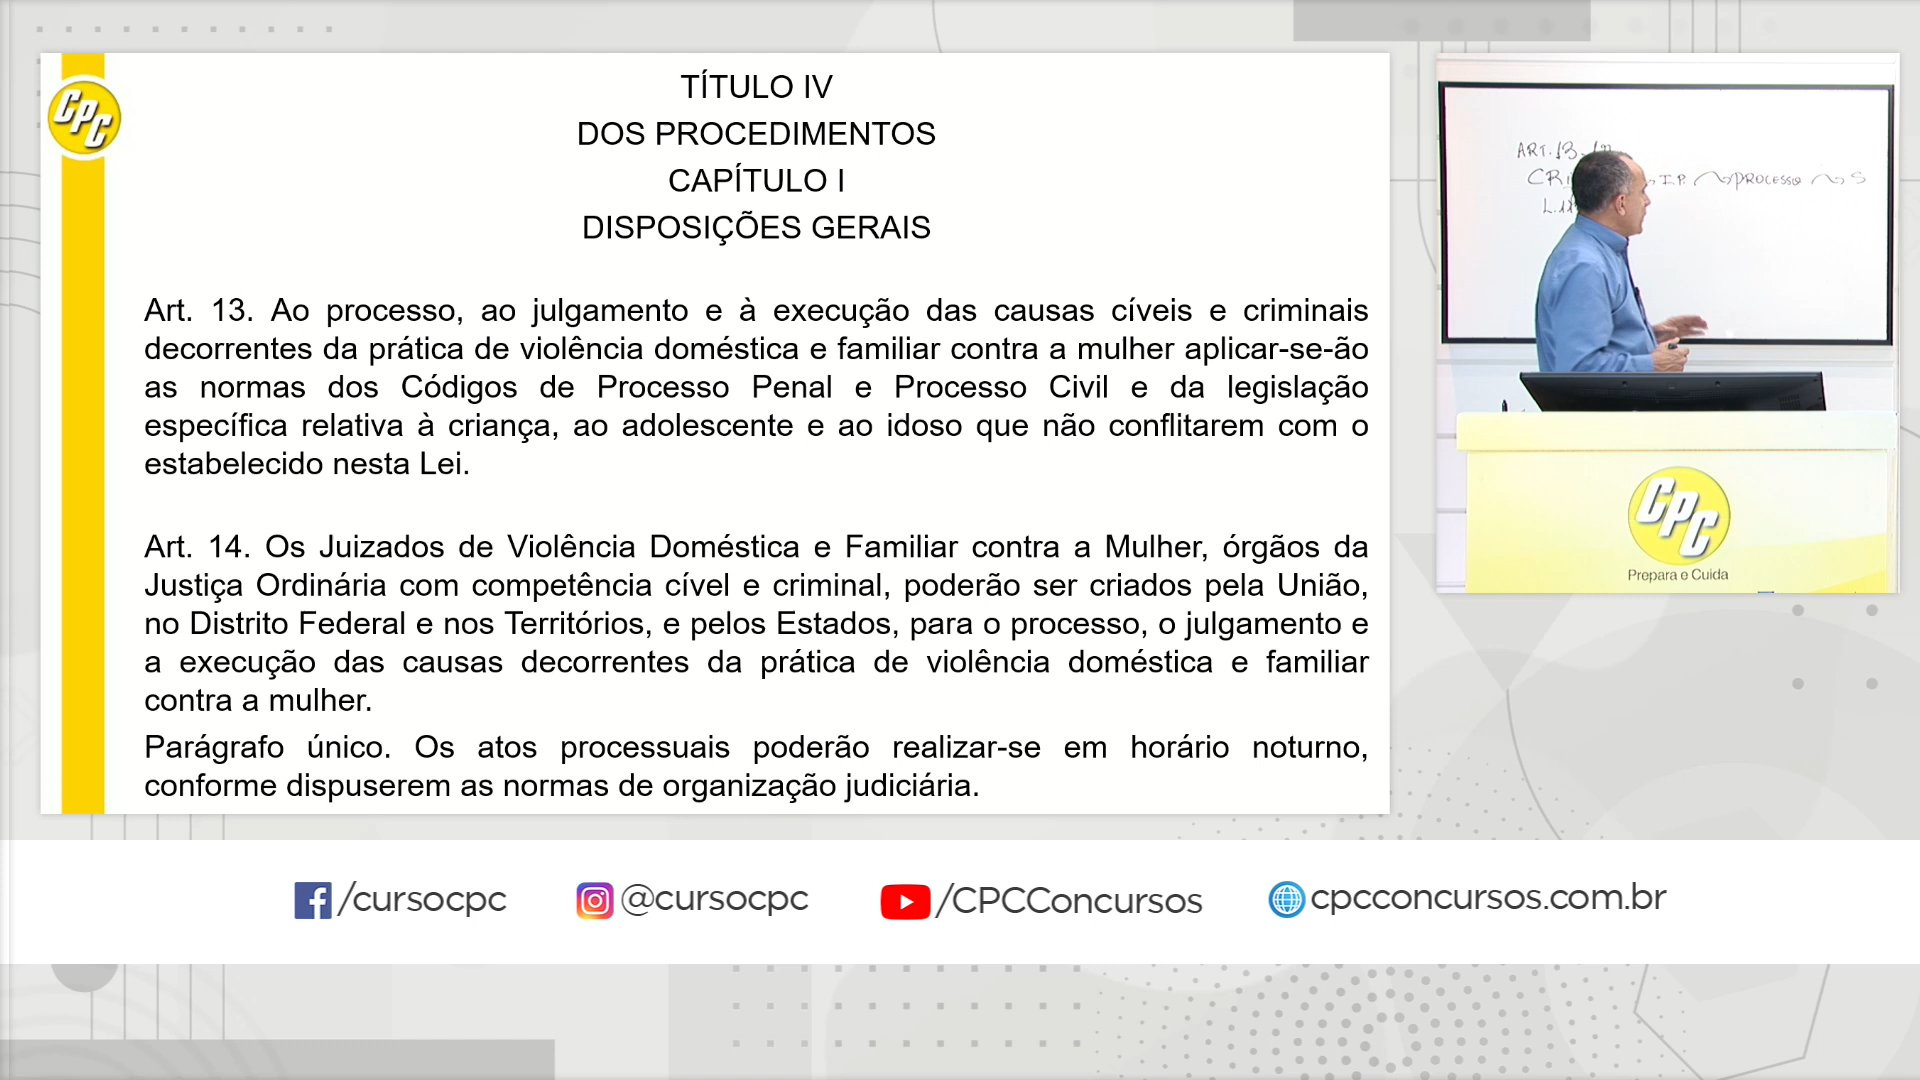 TÍTULO IV
DOS PROCEDIMENTOS
CAPÍTULO I
DISPOSIÇÕES GERAIS
Art. 13. Ao processo, ao julgamento e à execução das causas cíveis e criminais
decorrentes da prática de violência doméstica e familiar contra a mulher aplicar-se-ão
as normas dos Códigos de Processo Penal e Processo Civil e da legislação
específica relativa à criança, ao adolescente e ao idoso que não conflitarem com o
estabelecido nesta Lei.
Art. 14. Os Juizados de Violência Doméstica e Familiar contra a Mulher, órgãos da
Justiça Ordinária com competência cível e criminal, poderão ser criados pela União,
no Distrito Federal e nos Territórios, e pelos Estados, para o processo, o julgamento e
a execução das causas decorrentes da prática de violência doméstica e familiar
contra a mulher.
Parágrafo único. Os atos processuais poderão realizar-se em horário noturno,
conforme dispuserem as normas de organização judiciária.
CPC
ART. 13
I.P. PROCESSO S
CPC
Prepara e Cuida
/cursocpc @cursocpc /CPCConcursos cpcconcursos.com.br